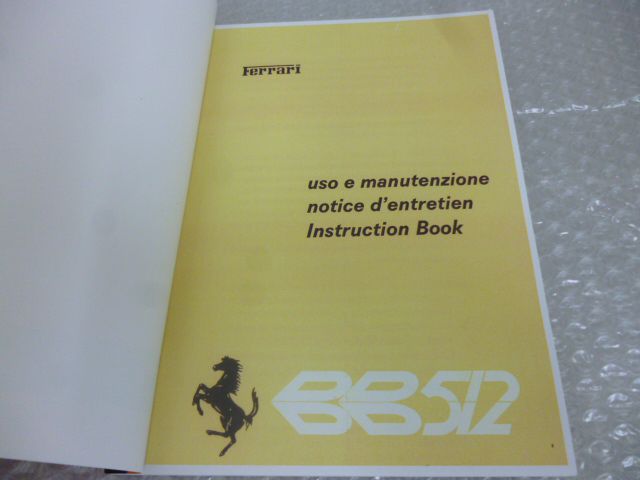 Ferrari
uso e manutenzione
notice d'entretien
Instruction Book
BB512